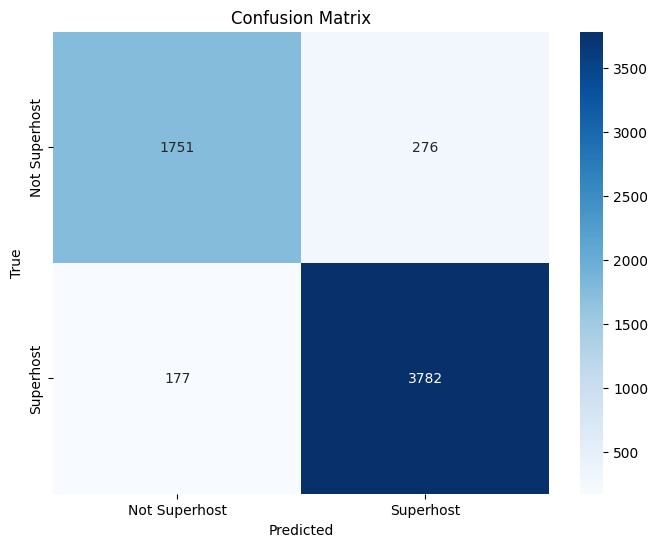 Confusion Matrix
True
Not Superhost
Superhost
1751
276
177
3782
Not Superhost
Superhost
Predicted
3500
3000
2500
2000
1500
1000
500